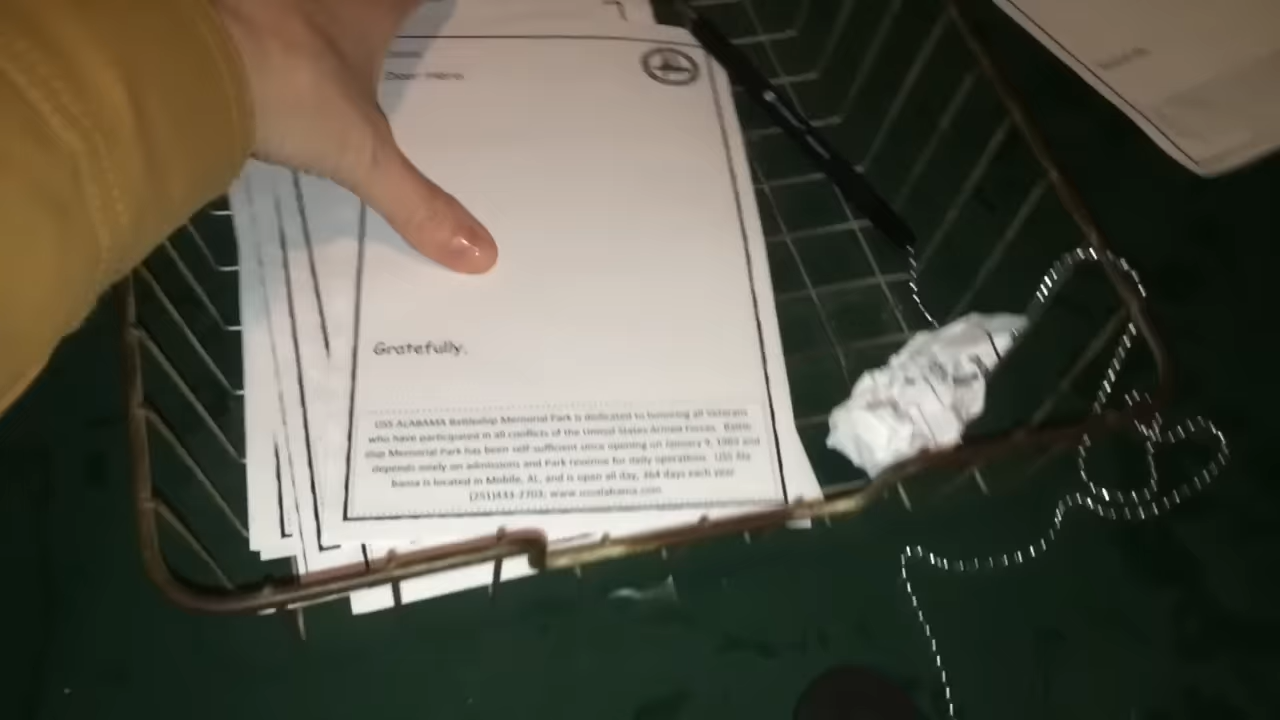 Dear Hero,
Gratefully,
USS ALABAMA Battleship Memorial Park is dedicated to honoring all Veterans
who have participated in all conflicts of the United States Armed Forces. Battle
ship Memorial Park has been self-sufficient since opening on January 9, 1965 and
depends solely on admissions and Park revenue for daily operations. USS Ala
bama is located in Mobile, AL, and is open all day, 364 days each year
(251)433-2703; www.ussalabama.com